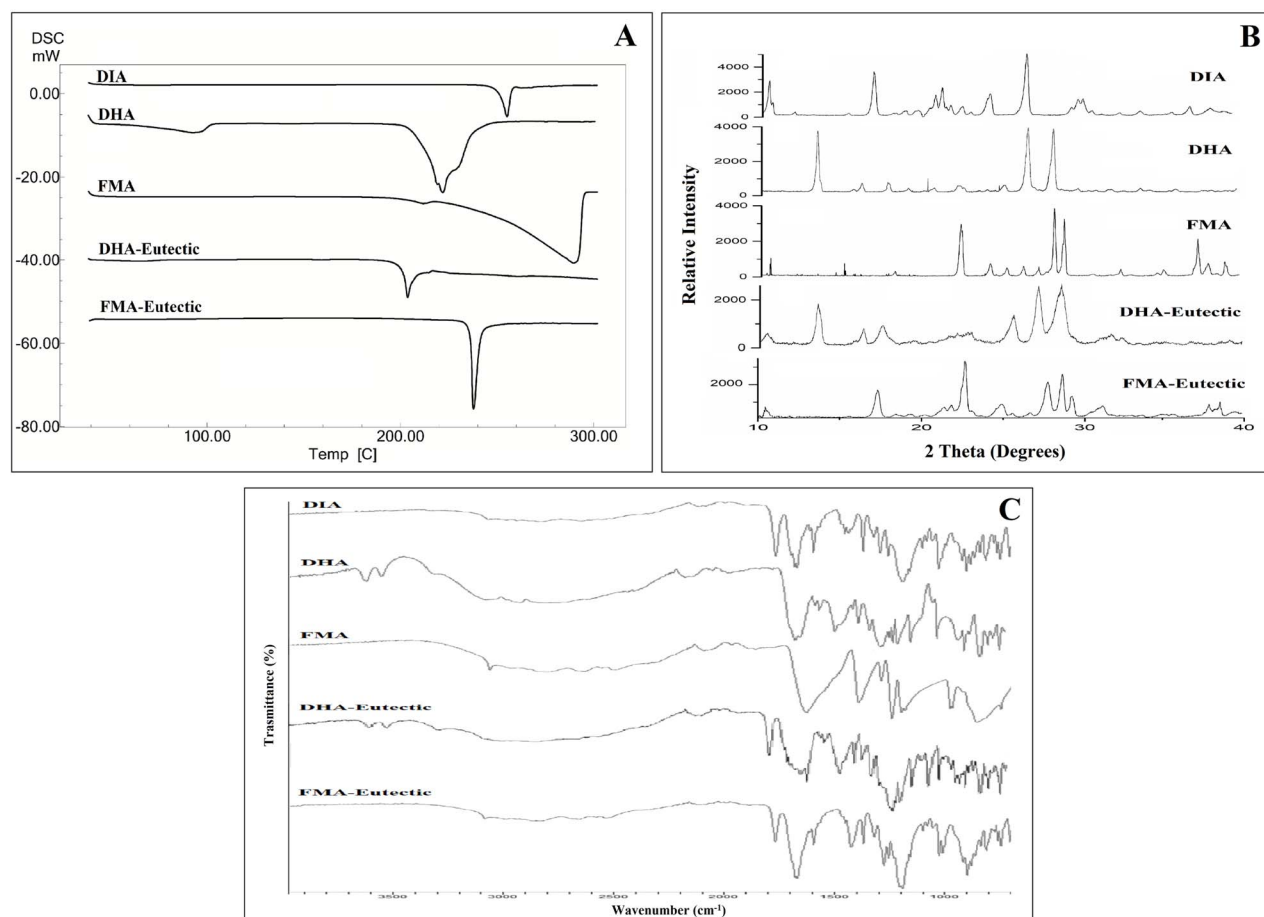 A
DSC
mW
0.00
-20.00
-40.00
-60.00
-80.00
DIA
DHA
FMA
DHA-Eutectic
FMA-Eutectic
100.00
200.00
300.00
Temp [C]
B
Relative Intensity
4000
2000
0
DIA
4000
2000
0
DHA
4000
2000
0
FMA
2000
0
DHA-Eutectic
2000
FMA-Eutectic
10
20
30
40
2 Theta (Degrees)
C
Trasmittance (%)
DIA
DHA
FMA
DHA-Eutectic
FMA-Eutectic
3500
3000
2500
2000
1500
1000
Wavenumber (cm-1)